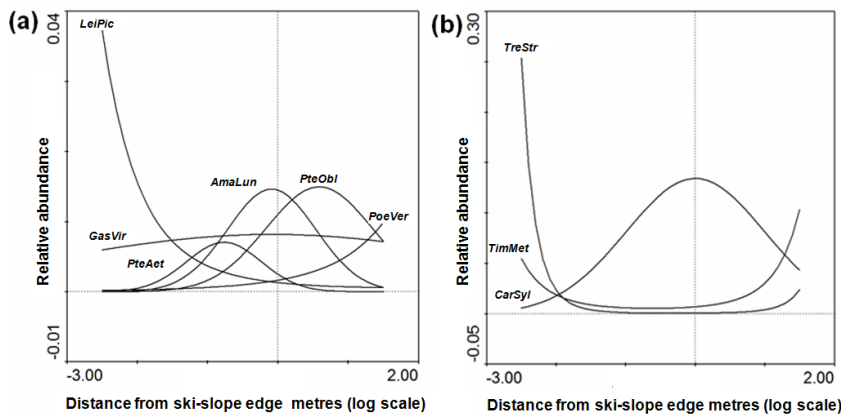 (a)
0.04
LeiPic
AmaLun
PteObl
PoeVer
GasVir
PteAet
Relative abundance
-0.01
-3.00
2.00
Distance from ski-slope edge metres (log scale)
(b)
0.30
TreStr
TimMet
CarSyl
Relative abundance
-0.05
-3.00
2.00
Distance from ski-slope edge metres (log scale)